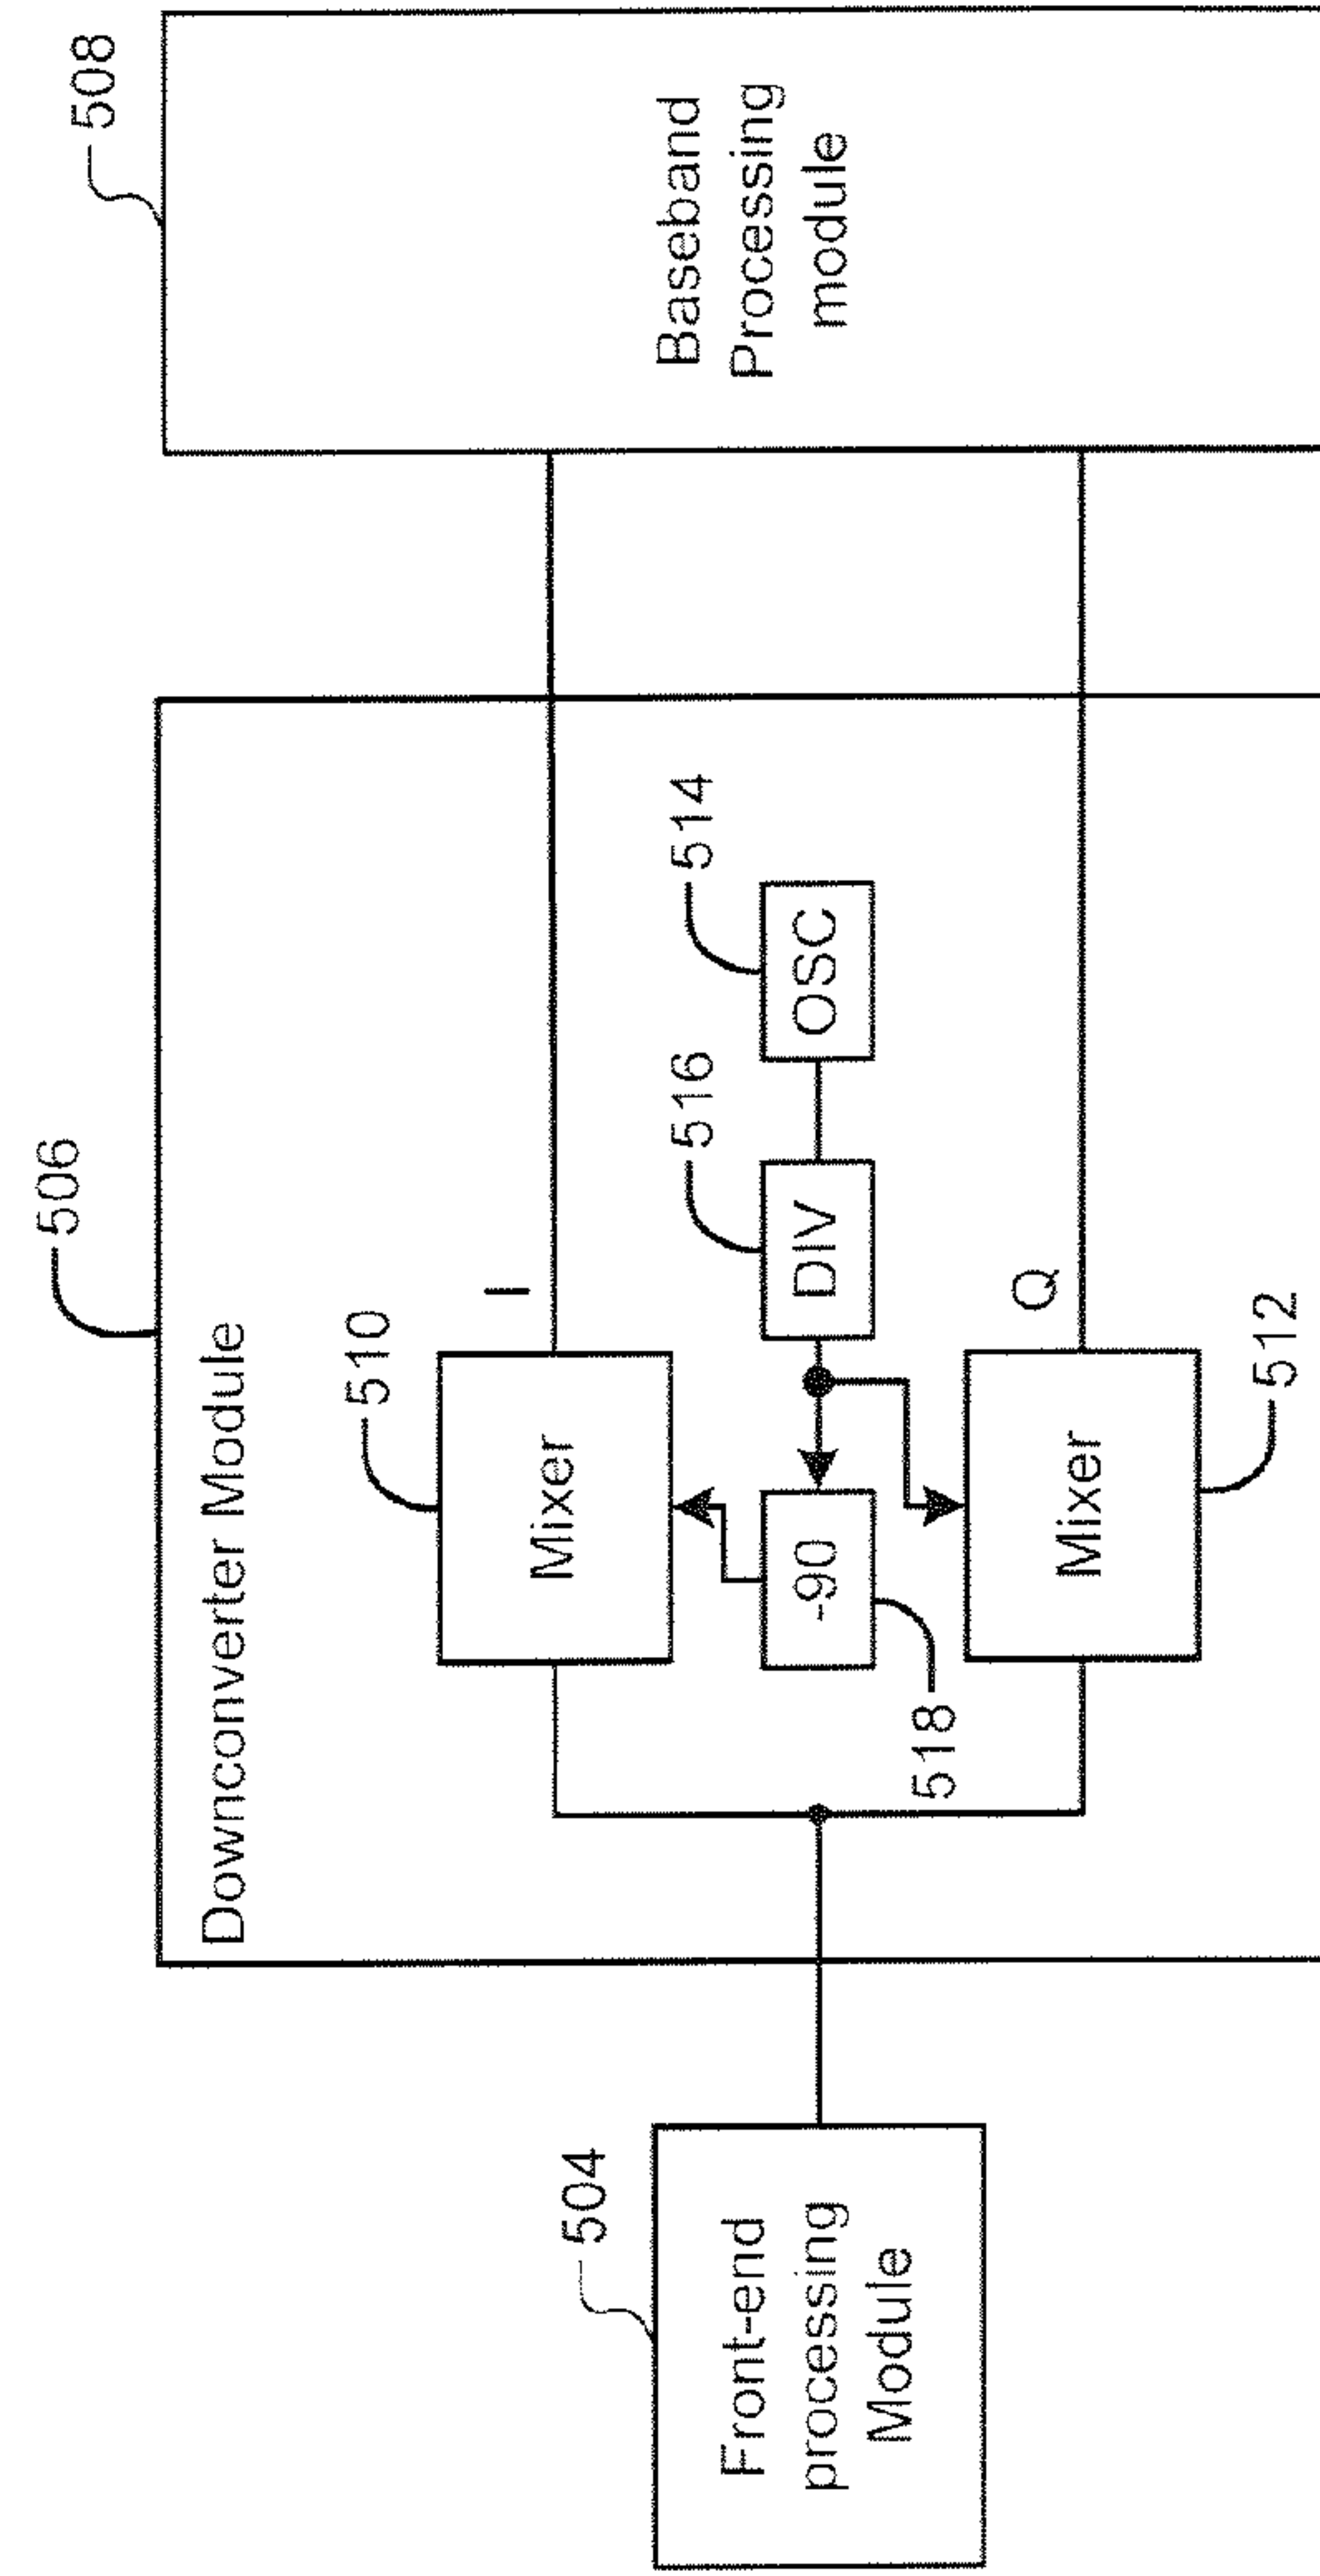 506
508
Downconverter Module
510
Mixer
I
504
Front-end
processing
Module
516
514
-90
DIV
OSC
518
Baseband
Processing
module
Mixer
Q
512